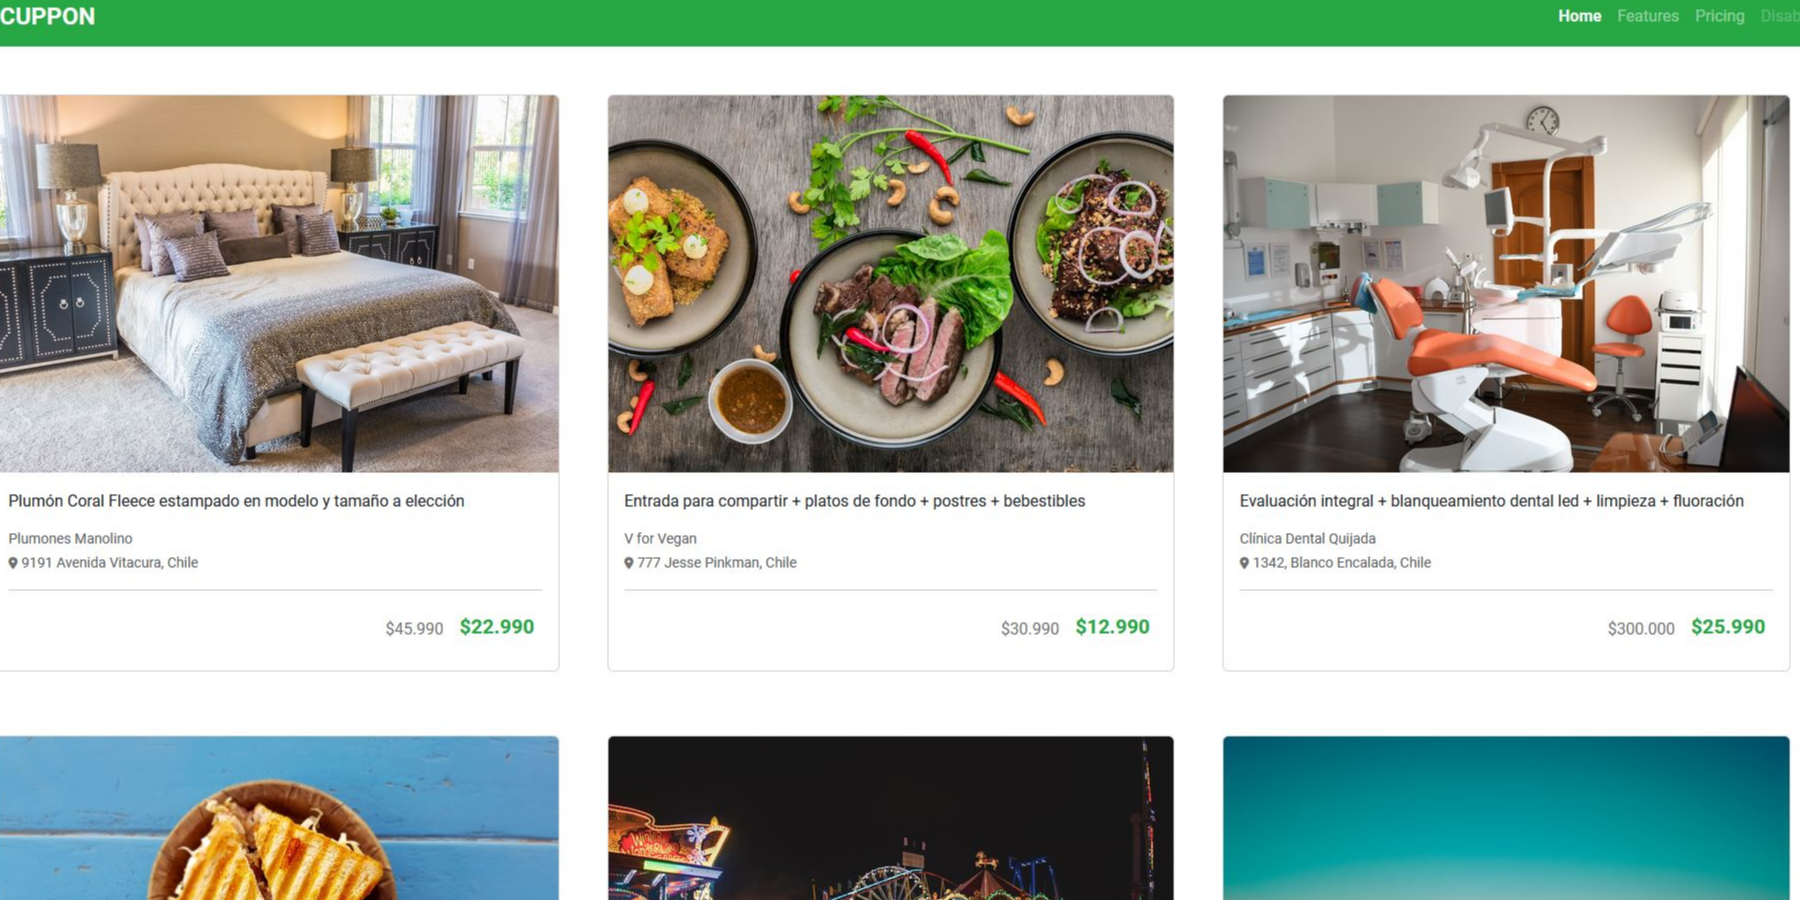 CUPPON
Home Features Pricing Disab
Plumón Coral Fleece estampado en modelo y tamaño a elección
Plumones Manolino
9191 Avenida Vitacura, Chile
$45.990 $22.990
Entrada para compartir + platos de fondo + postres + bebestibles
V for Vegan
777 Jesse Pinkman, Chile
$30.990 $12.990
Evaluación integral + blanqueamiento dental led + limpieza + fluoración
Clínica Dental Quijada
1342, Blanco Encalada, Chile
$300.000 $25.990